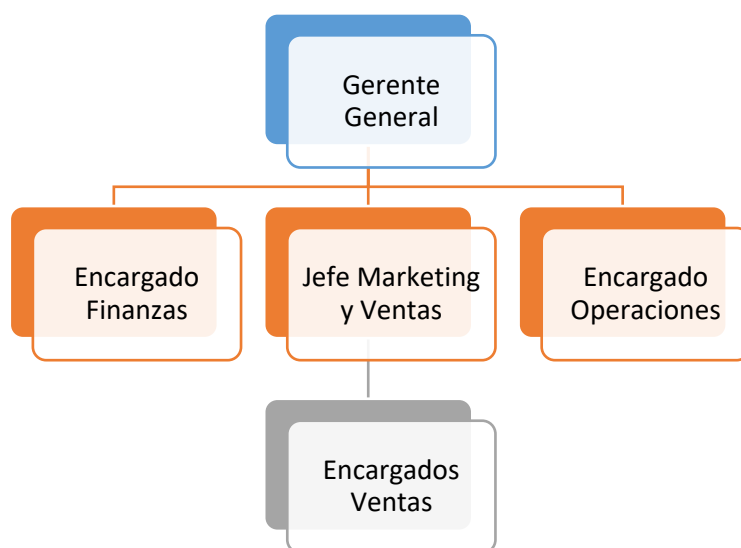 Gerente
General
Encargado
Finanzas
Jefe Marketing
y Ventas
Encargado
Operaciones
Encargados
Ventas